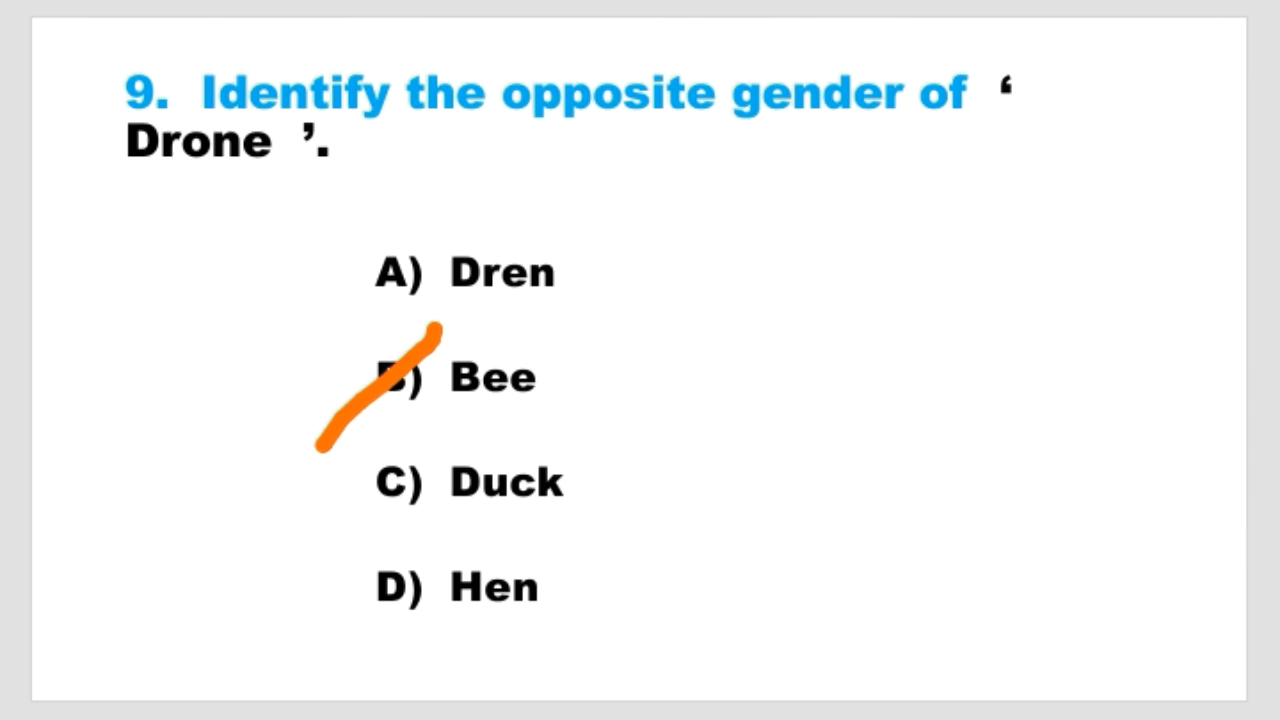 9. Identify the opposite gender of ‘
Drone ’.
A) Dren
B) Bee
C) Duck
D) Hen